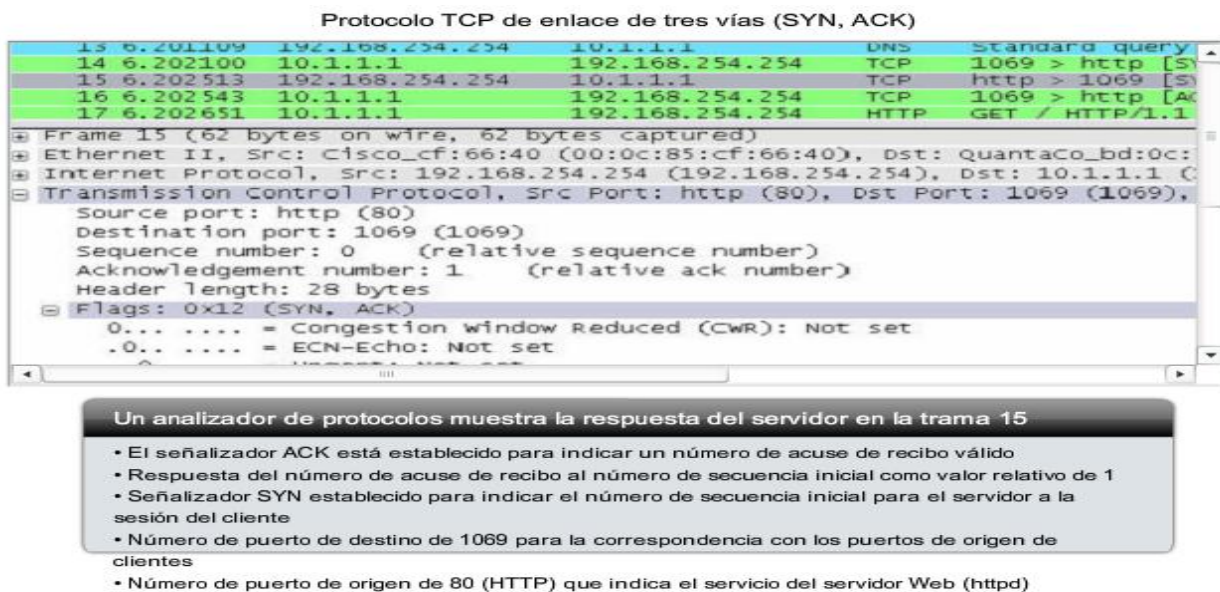 Protocolo TCP de enlace de tres vías (SYN, ACK)
13 6.201109 192.168.254.254 10.1.1.1 DNS Standard query
14 6.202100 10.1.1.1 192.168.254.254 TCP 1069 > http [SY
15 6.202513 192.168.254.254 10.1.1.1 TCP http > 1069 [SY
16 6.202543 10.1.1.1 192.168.254.254 TCP 1069 > http [AC
17 6.202651 10.1.1.1 192.168.254.254 HTTP GET / HTTP/1.1
Frame 15 (62 bytes on wire, 62 bytes captured)
Ethernet II, Src: Cisco_cf:66:40 (00:0c:85:cf:66:40), Dst: QuantaCo_bd:0c:
Internet Protocol, Src: 192.168.254.254 (192.168.254.254), Dst: 10.1.1.1 (
Transmission Control Protocol, Src Port: http (80), Dst Port: 1069 (1069),
Source port: http (80)
Destination port: 1069 (1069)
Sequence number: 0 (relative sequence number)
Acknowledgement number: 1 (relative ack number)
Header length: 28 bytes
Flags: 0x12 (SYN, ACK)
0... .... = Congestion Window Reduced (CWR): Not set
.0.. .... = ECN-Echo: Not set
Un analizador de protocolos muestra la respuesta del servidor en la trama 15
• El señalizador ACK está establecido para indicar un número de acuse de recibo válido
• Respuesta del número de acuse de recibo al número de secuencia inicial como valor relativo de 1
• Señalizador SYN establecido para indicar el número de secuencia inicial para el servidor a la
sesión del cliente
• Número de puerto de destino de 1069 para la correspondencia con los puertos de origen de
clientes
• Número de puerto de origen de 80 (HTTP) que indica el servicio del servidor Web (httpd)